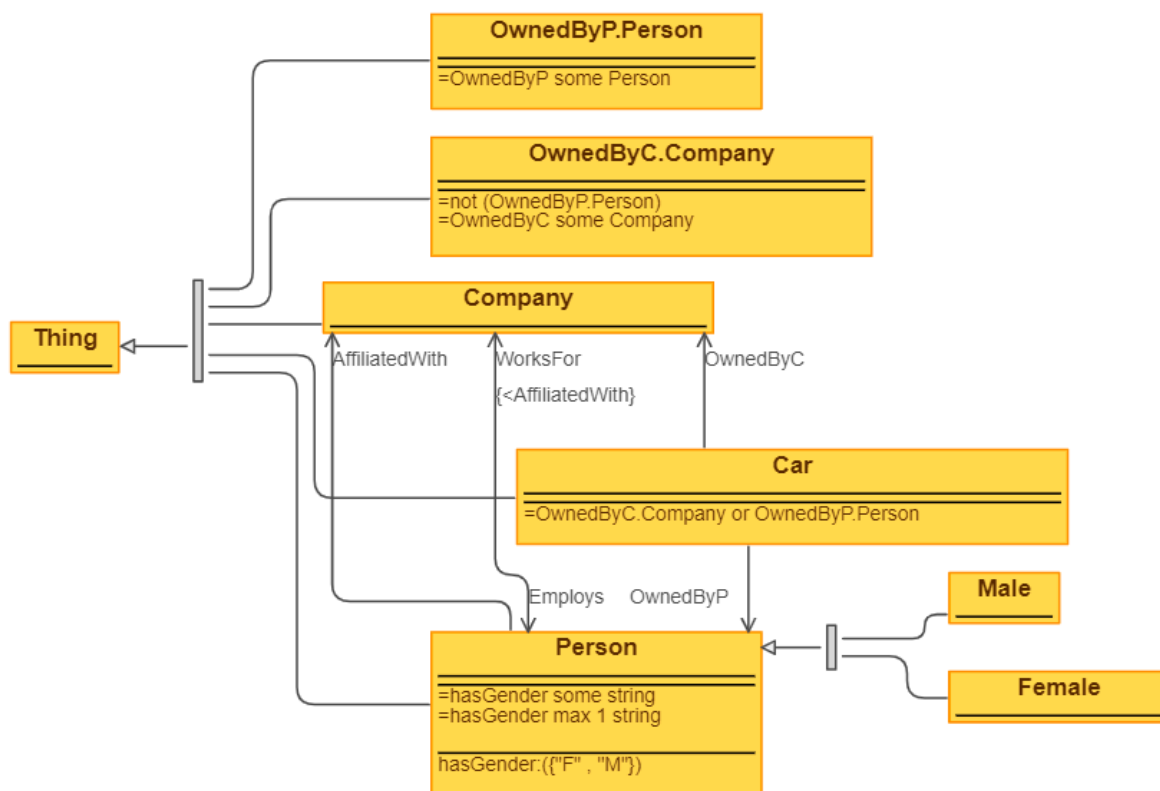 OwnedByP.Person
=OwnedByP some Person
OwnedByC.Company
=not (OwnedByP.Person)
=OwnedByC some Company
Company
Thing
AffiliatedWith
WorksFor
OwnedByC
{<AffiliatedWith}
Car
=OwnedByC.Company or OwnedByP.Person
Employs
OwnedByP
Male
Person
Female
=hasGender some string
=hasGender max 1 string
hasGender:({"F" , "M"})